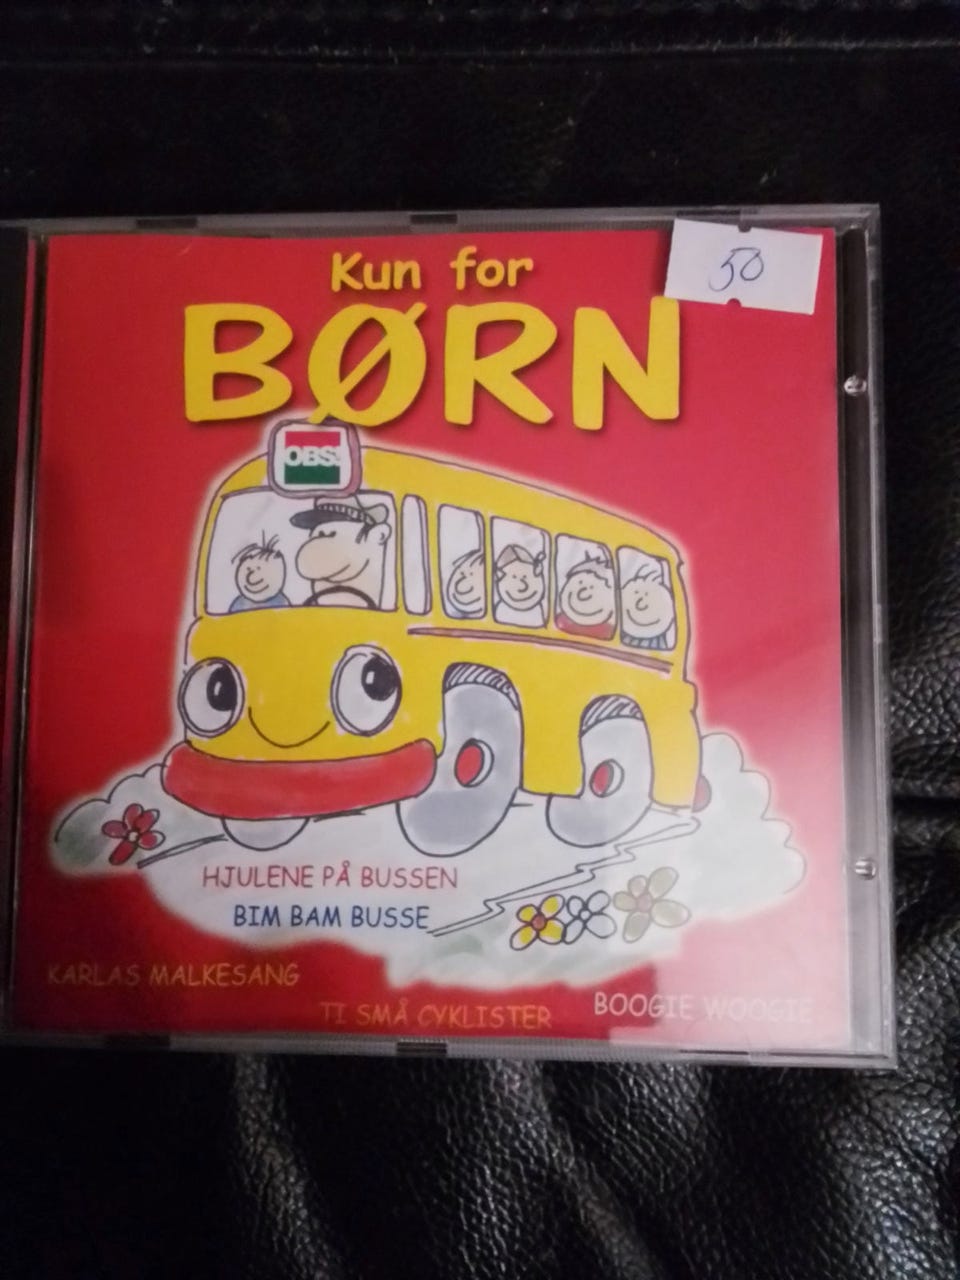 Kun for
50
BØRN
OBS!
HJULENE PÅ BUSSEN
BIM BAM BUSSE
KARLAS MALKESANG
TI SMÅ CYKLISTER
BOOGIE WOOGIE